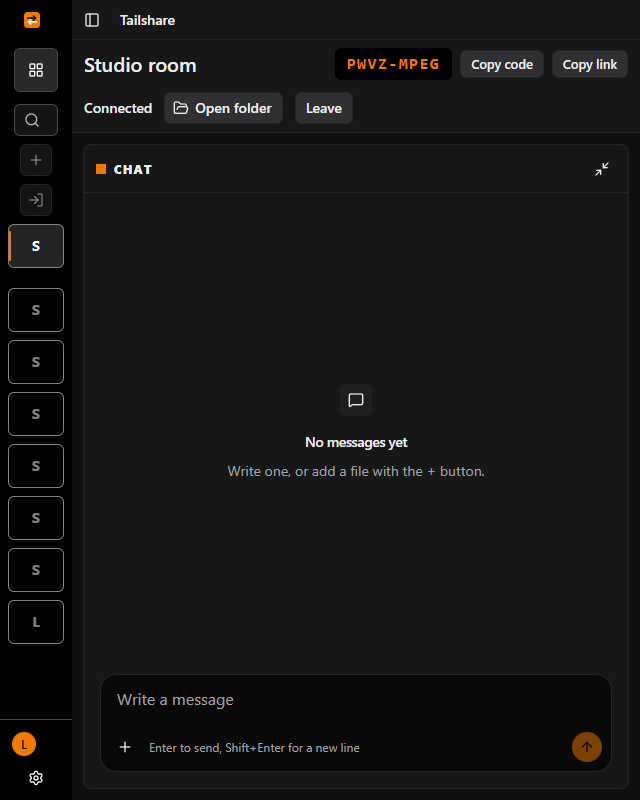 Tailshare
Studio room
PWVZ-MPEG
Copy code
Copy link
Connected
Open folder
Leave
S
S
S
S
S
S
S
L
CHAT
No messages yet
Write one, or add a file with the + button.
Write a message
Enter to send, Shift+Enter for a new line
L